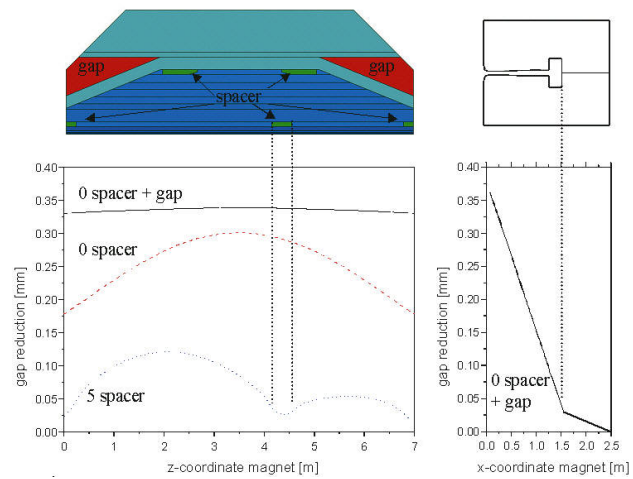 gap
gap
spacer
0.40
0.35
0.30
0.25
0.20
0.15
0.10
0.05
0.00
gap reduction [mm]
0 spacer + gap
0 spacer
5 spacer
0 1 2 3 4 5 6 7
z-coordinate magnet [m]
0.40
0.35
0.30
0.25
0.20
0.15
0.10
0.05
0.00
gap reduction [mm]
0 spacer
+ gap
0.0 0.5 1.0 1.5 2.0 2.5
x-coordinate magnet [m]